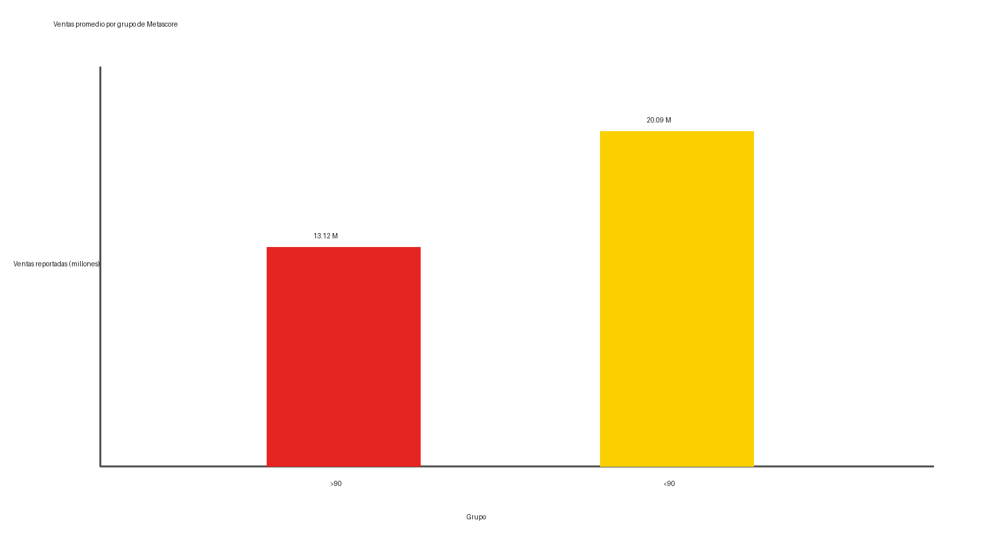 Ventas promedio por grupo de Metascore
20.09 M
13.12 M
Ventas reportadas (millones)
>90
<90
Grupo